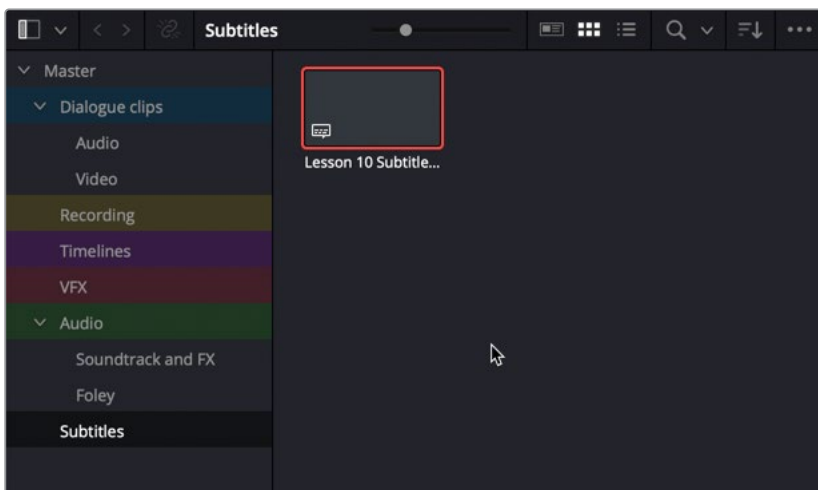 Subtitles
Master
Dialogue clips
Audio
Video
Recording
Timelines
VFX
Audio
Soundtrack and FX
Foley
Subtitles
Lesson 10 Subtitle...